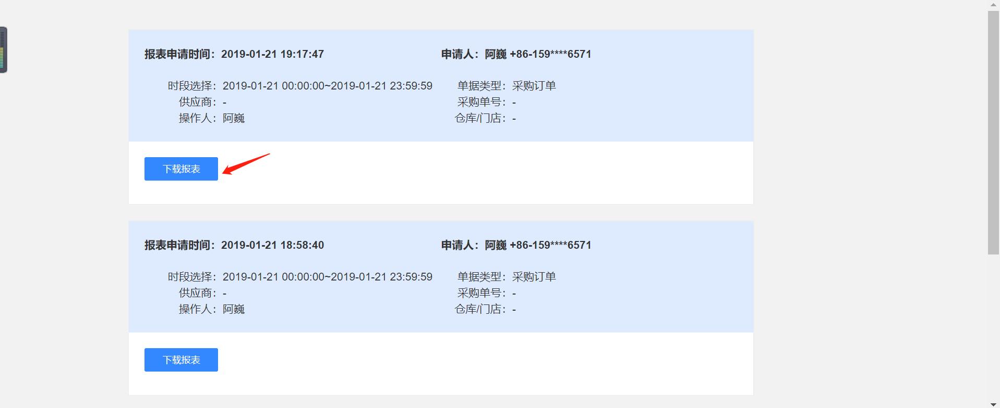 报表申请时间：2019-01-21 19:17:47 申请人：阿巍 +86-159****6571
时段选择：2019-01-21 00:00:00~2019-01-21 23:59:59 单据类型：采购订单
供应商：- 采购单号：-
操作人：阿巍 仓库/门店：-
下载报表
报表申请时间：2019-01-21 18:58:40 申请人：阿巍 +86-159****6571
时段选择：2019-01-21 00:00:00~2019-01-21 23:59:59 单据类型：采购订单
供应商：- 采购单号：-
操作人：阿巍 仓库/门店：-
下载报表